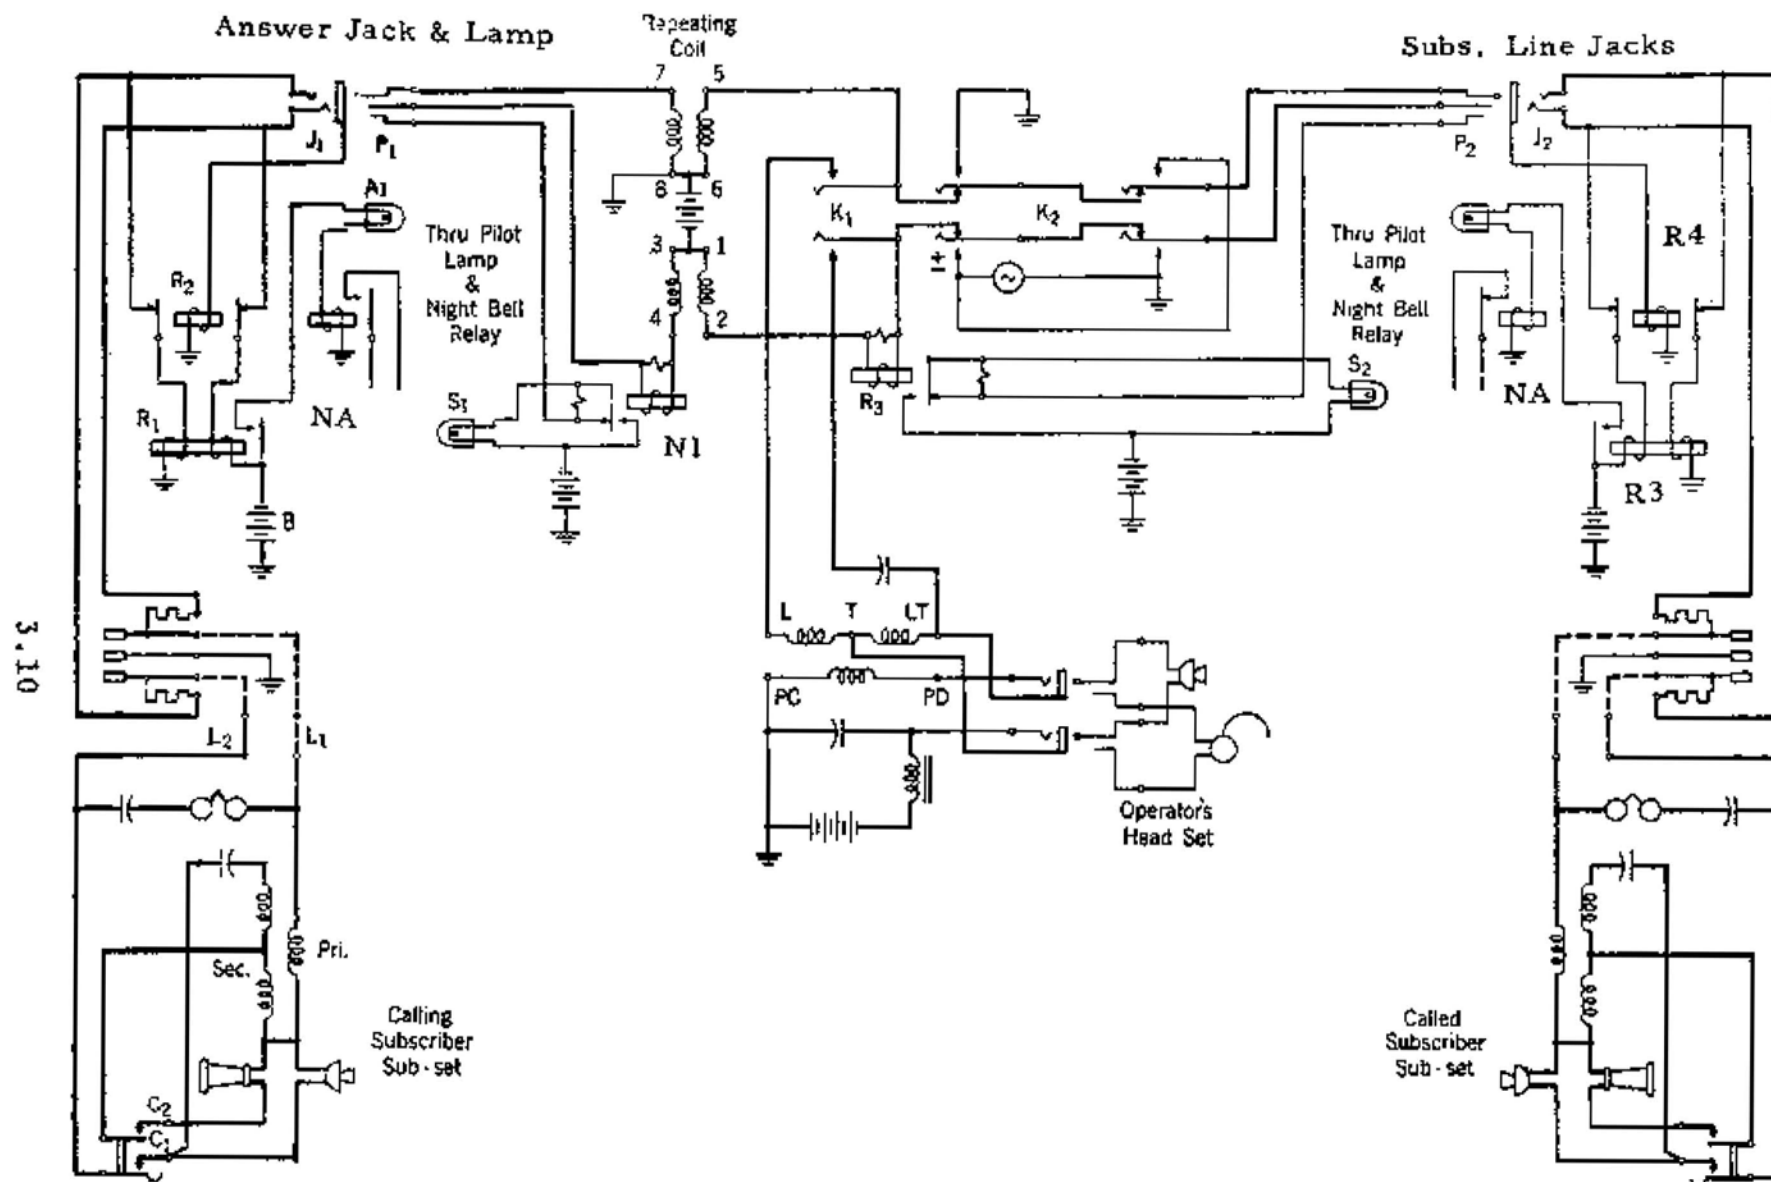 Answer Jack & Lamp
Repeating
Coil
Subs. Line Jacks
7
5
J1
P1
P2
J2
8
6
A1
K1
K2
Thru Pilot
Lamp
&
Night Bell
Relay
3
1
14
Thru Pilot
Lamp
&
Night Bell
Relay
R4
R2
4
2
S1
R3
S2
R1
NA
N1
NA
R3
B
L
T
LT
3.10
PC
PD
L2
L1
Operator's
Head Set
Sec.
Pri.
Calling
Subscriber
Sub-set
Called
Subscriber
Sub-set
C2
C1